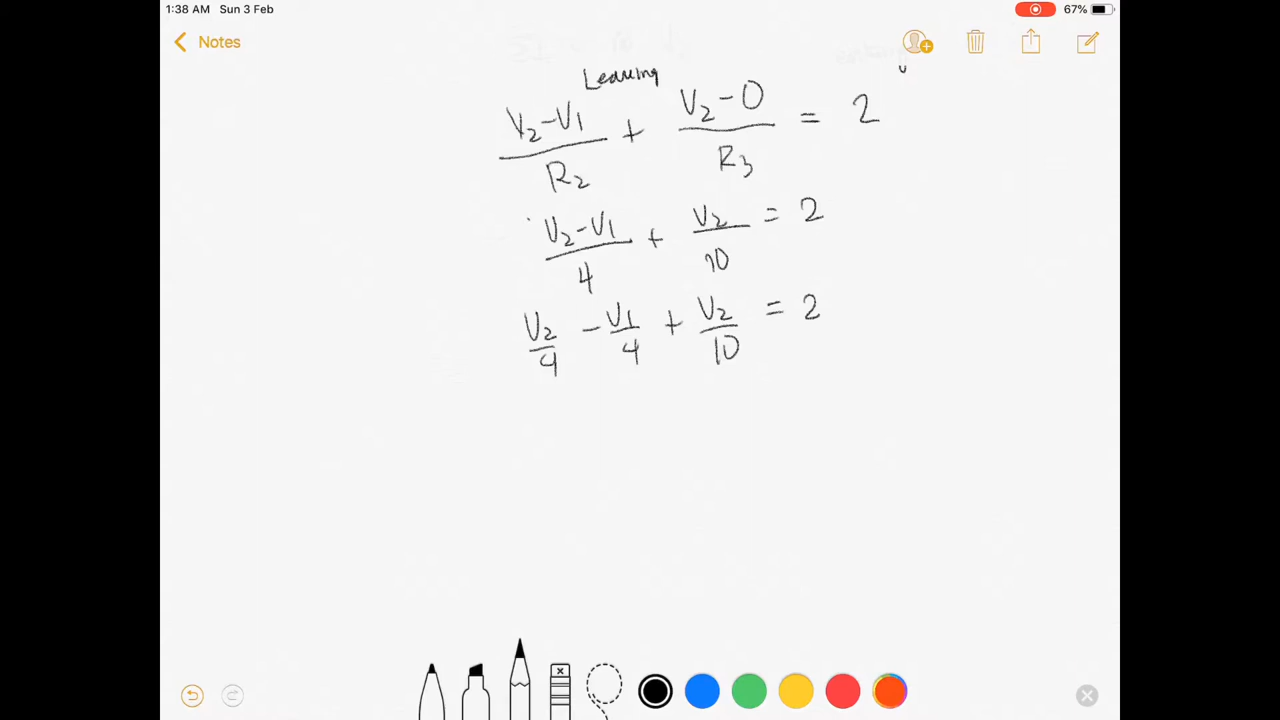 1:38 AM Sun 3 Feb 67%
Notes
Leaving
(V₂-V₁)/R₂ + (V₂-0)/R₃ = 2
(V₂-V₁)/4 + V₂/10 = 2
V₂/4 - V₁/4 + V₂/10 = 2